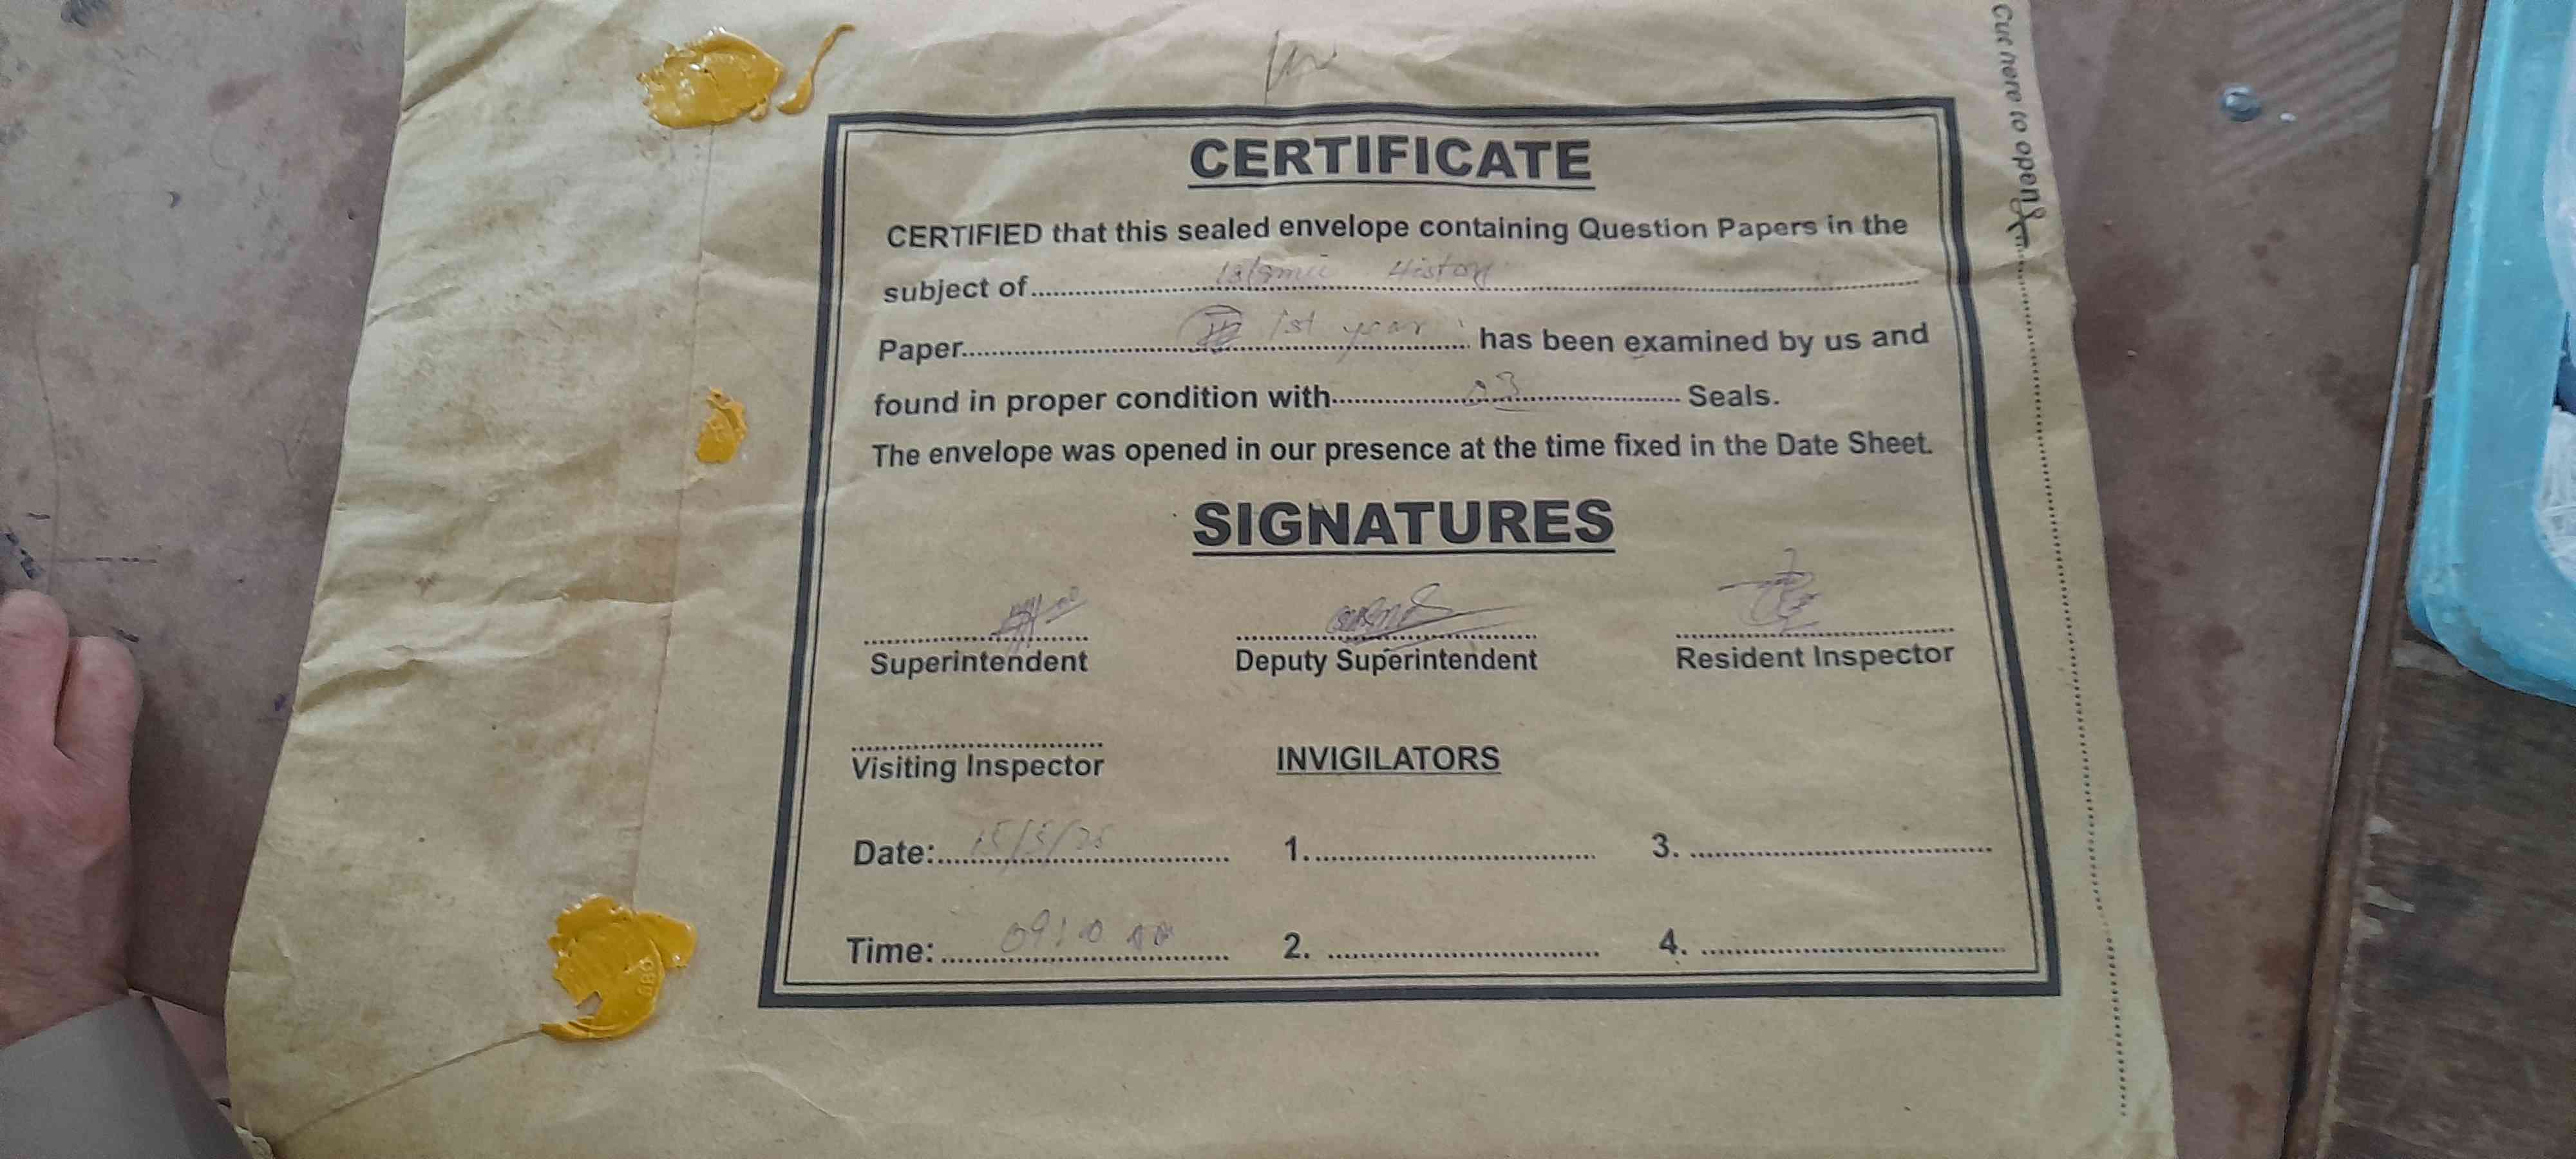 Cut here to open
CERTIFICATE
CERTIFIED that this sealed envelope containing Question Papers in the
subject of Islamic History
Paper 1st year has been examined by us and
found in proper condition with 03 Seals.
The envelope was opened in our presence at the time fixed in the Date Sheet.
SIGNATURES
Superintendent Deputy Superintendent Resident Inspector
Visiting Inspector INVIGILATORS
Date: 15/5/25 1. 3.
Time: 2. 4.